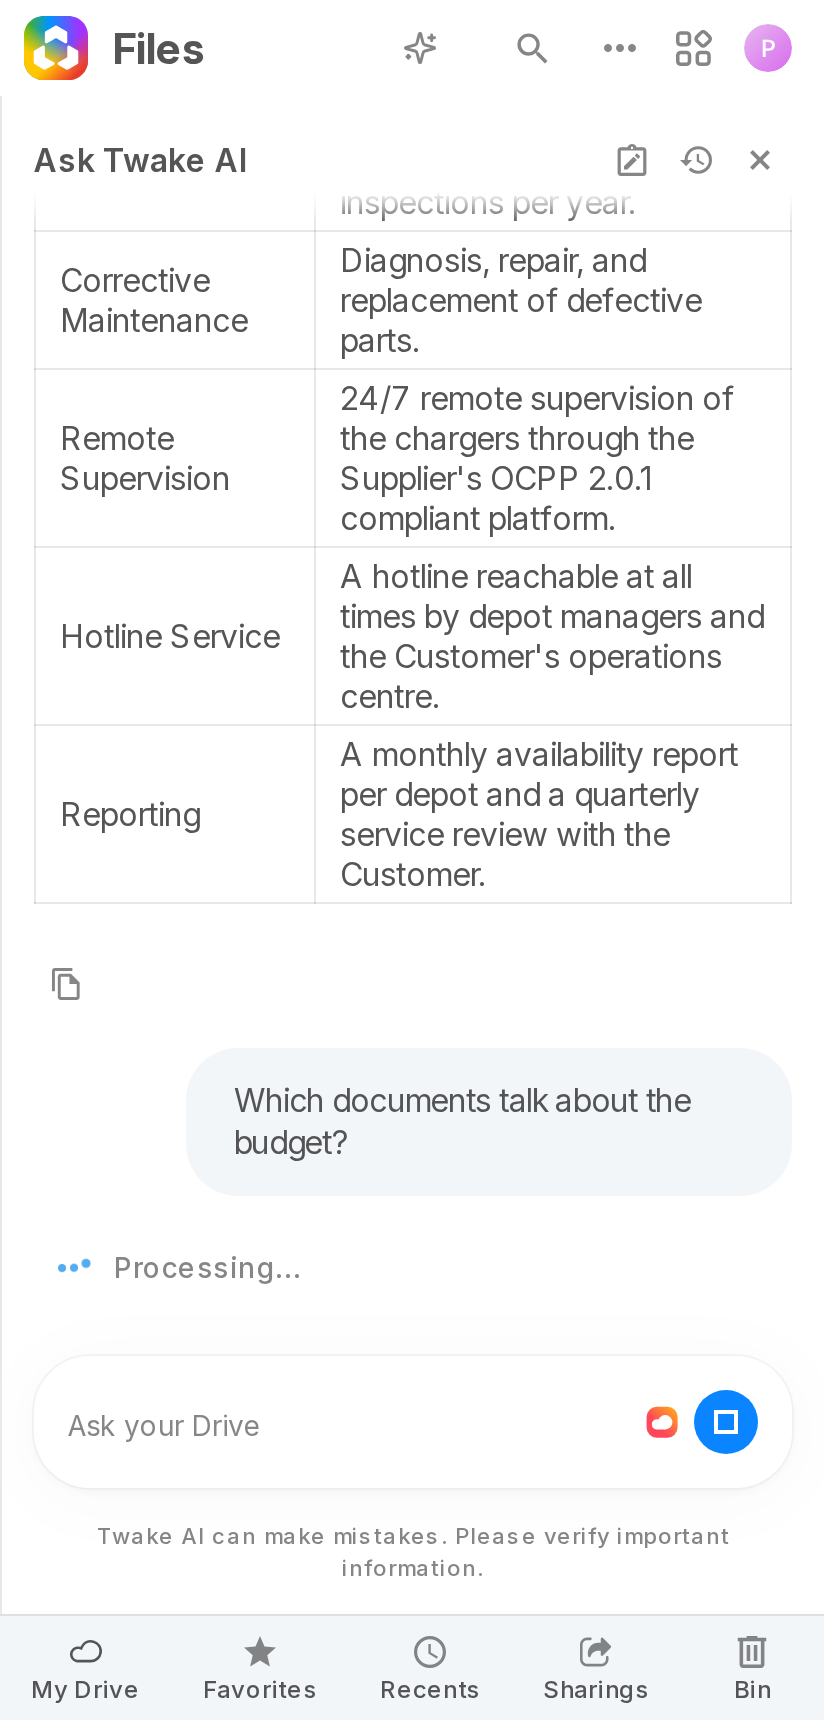 Files
P
Ask Twake AI
inspections per year.
Corrective
Maintenance
Diagnosis, repair, and
replacement of defective
parts.
Remote
Supervision
24/7 remote supervision of
the chargers through the
Supplier's OCPP 2.0.1
compliant platform.
Hotline Service
A hotline reachable at all
times by depot managers and
the Customer's operations
centre.
Reporting
A monthly availability report
per depot and a quarterly
service review with the
Customer.
Which documents talk about the
budget?
Processing...
Ask your Drive
Twake AI can make mistakes. Please verify important
information.
My Drive
Favorites
Recents
Sharings
Bin